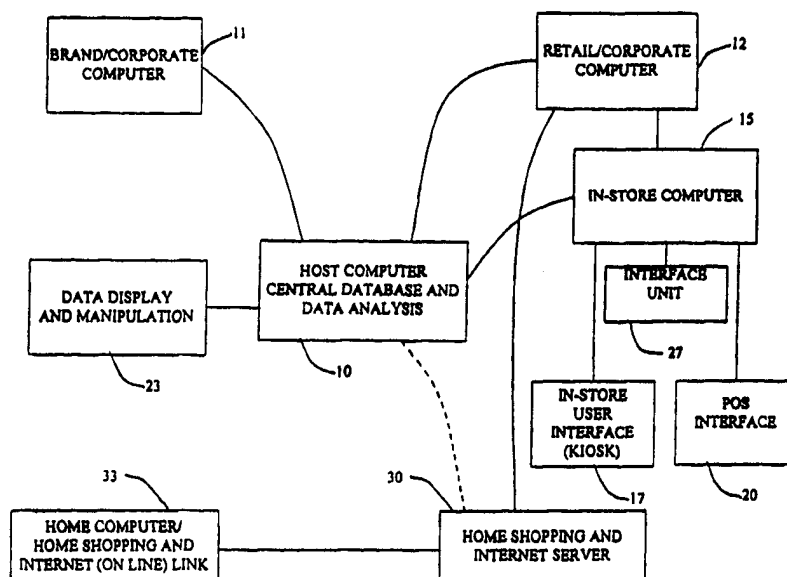 11
BRAND/CORPORATE
COMPUTER
RETAIL/CORPORATE
COMPUTER
12
15
IN-STORE COMPUTER
HOST COMPUTER
CENTRAL DATABASE AND
DATA ANALYSIS
10
DATA DISPLAY
AND MANIPULATION
23
INTERFACE
UNIT
27
IN-STORE
USER
INTERFACE
(KIOSK)
17
POS
INTERFACE
20
33
HOME COMPUTER/
HOME SHOPPING AND
INTERNET (ON LINE) LINK
30
HOME SHOPPING AND
INTERNET SERVER